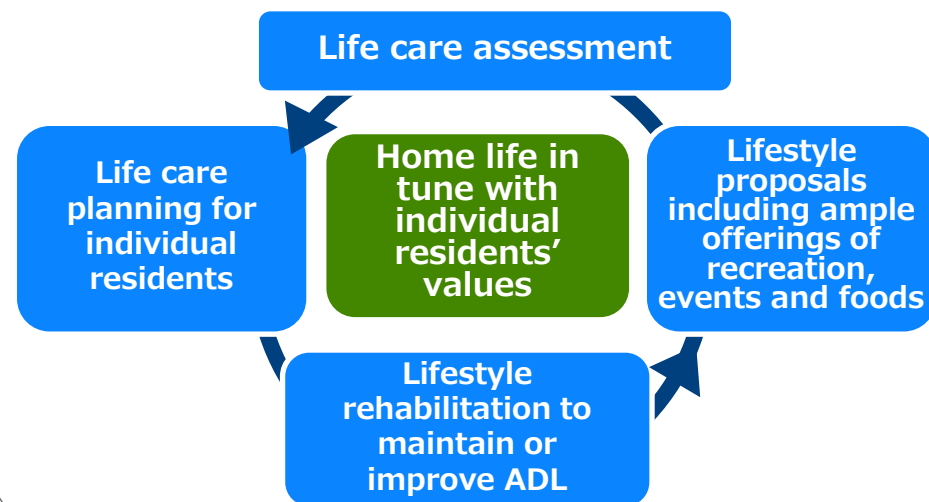 Life care assessment
Life care
planning for
individual
residents
Home life in
tune with
individual
residents’
values
Lifestyle
proposals
including ample
offerings of
recreation,
events and foods
Lifestyle
rehabilitation to
maintain or
improve ADL